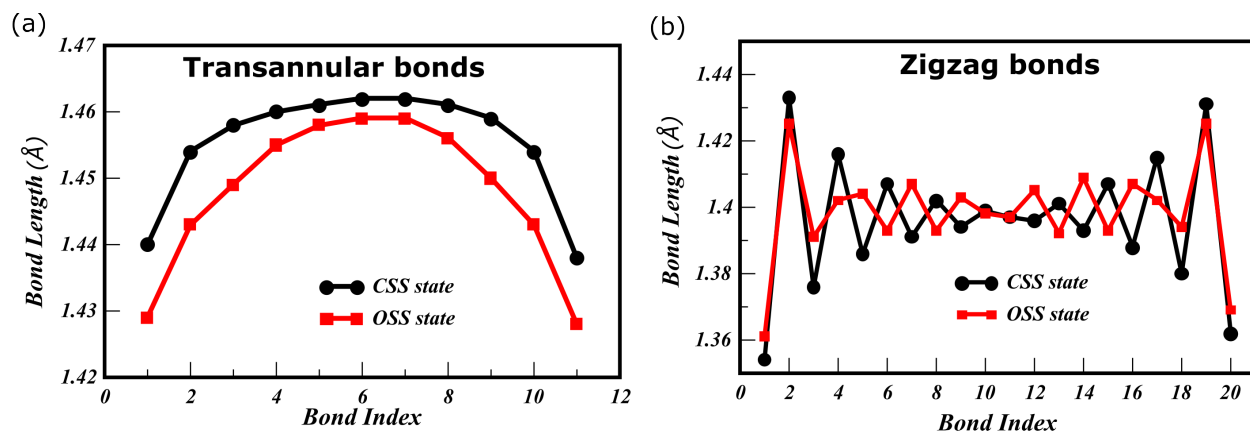 (a)
Transannular bonds
Bond Length (Å)
1.47
1.46
1.45
1.44
1.43
1.42
CSS state
OSS state
0 2 4 6 8 10 12
Bond Index
(b)
Zigzag bonds
Bond Length (Å)
1.44
1.42
1.4
1.38
1.36
CSS state
OSS state
0 2 4 6 8 10 12 14 16 18 20
Bond Index